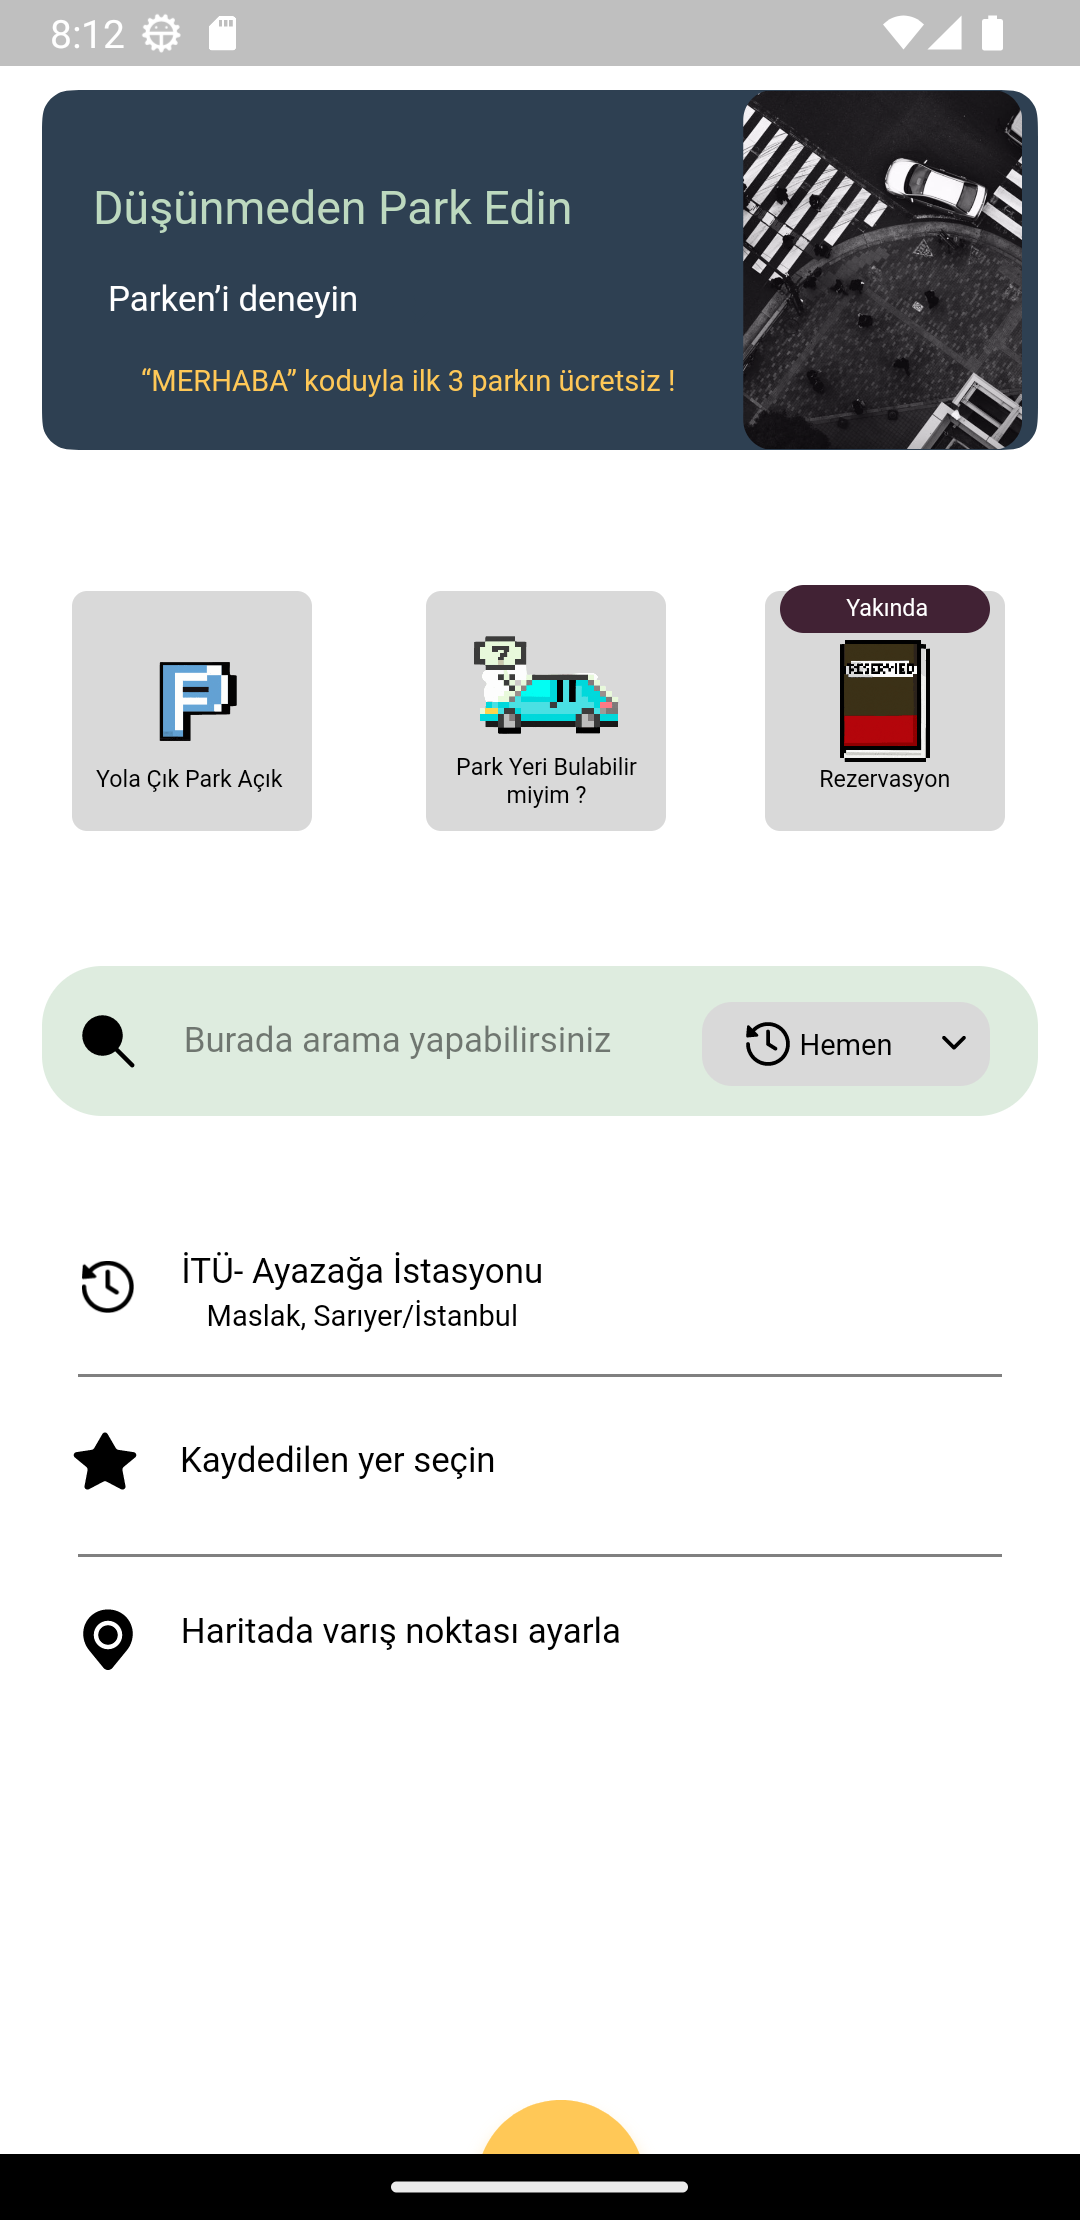 8:12
Düşünmeden Park Edin
Parken’i deneyin
“MERHABA” koduyla ilk 3 parkın ücretsiz !
Yola Çık Park Açık
?
Park Yeri Bulabilir
miyim ?
Yakında
Rezervasyon
Burada arama yapabilirsiniz
Hemen
İTÜ- Ayazağa İstasyonu
Maslak, Sarıyer/İstanbul
Kaydedilen yer seçin
Haritada varış noktası ayarla